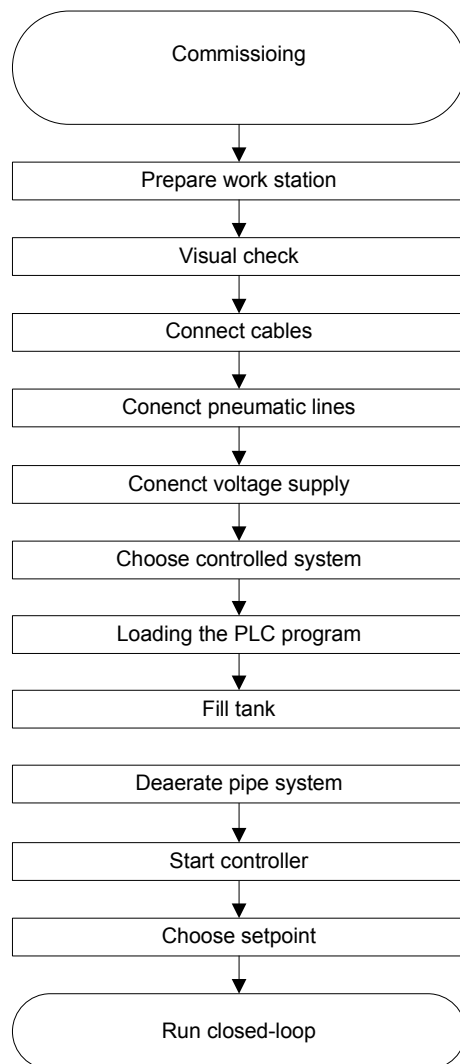 Commissioing
Prepare work station
Visual check
Connect cables
Conenct pneumatic lines
Conenct voltage supply
Choose controlled system
Loading the PLC program
Fill tank
Deaerate pipe system
Start controller
Choose setpoint
Run closed-loop